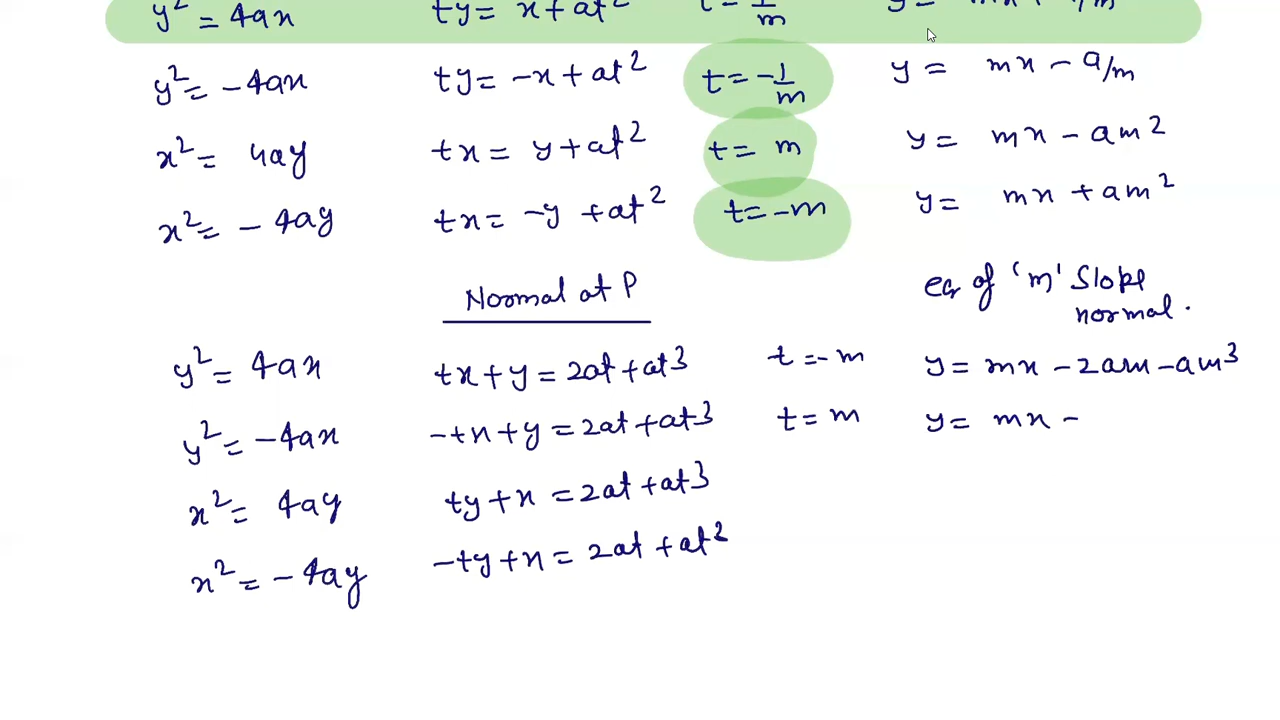 y² = 4ax ty = x + at² t = 1/m
y² = -4ax ty = -x + at² t = -1/m y = mx - a/m
x² = 4ay tx = y + at² t = m y = mx - am²
x² = -4ay tx = -y + at² t = -m y = mx + am²
Normal at P eq of 'm' slope
normal.
y² = 4ax tx + y = 2at + at³ t = -m y = mx - 2am - am³
y² = -4ax -tx + y = 2at + at³ t = m y = mx -
x² = 4ay ty + x = 2at + at³
x² = -4ay -ty + x = 2at + at²